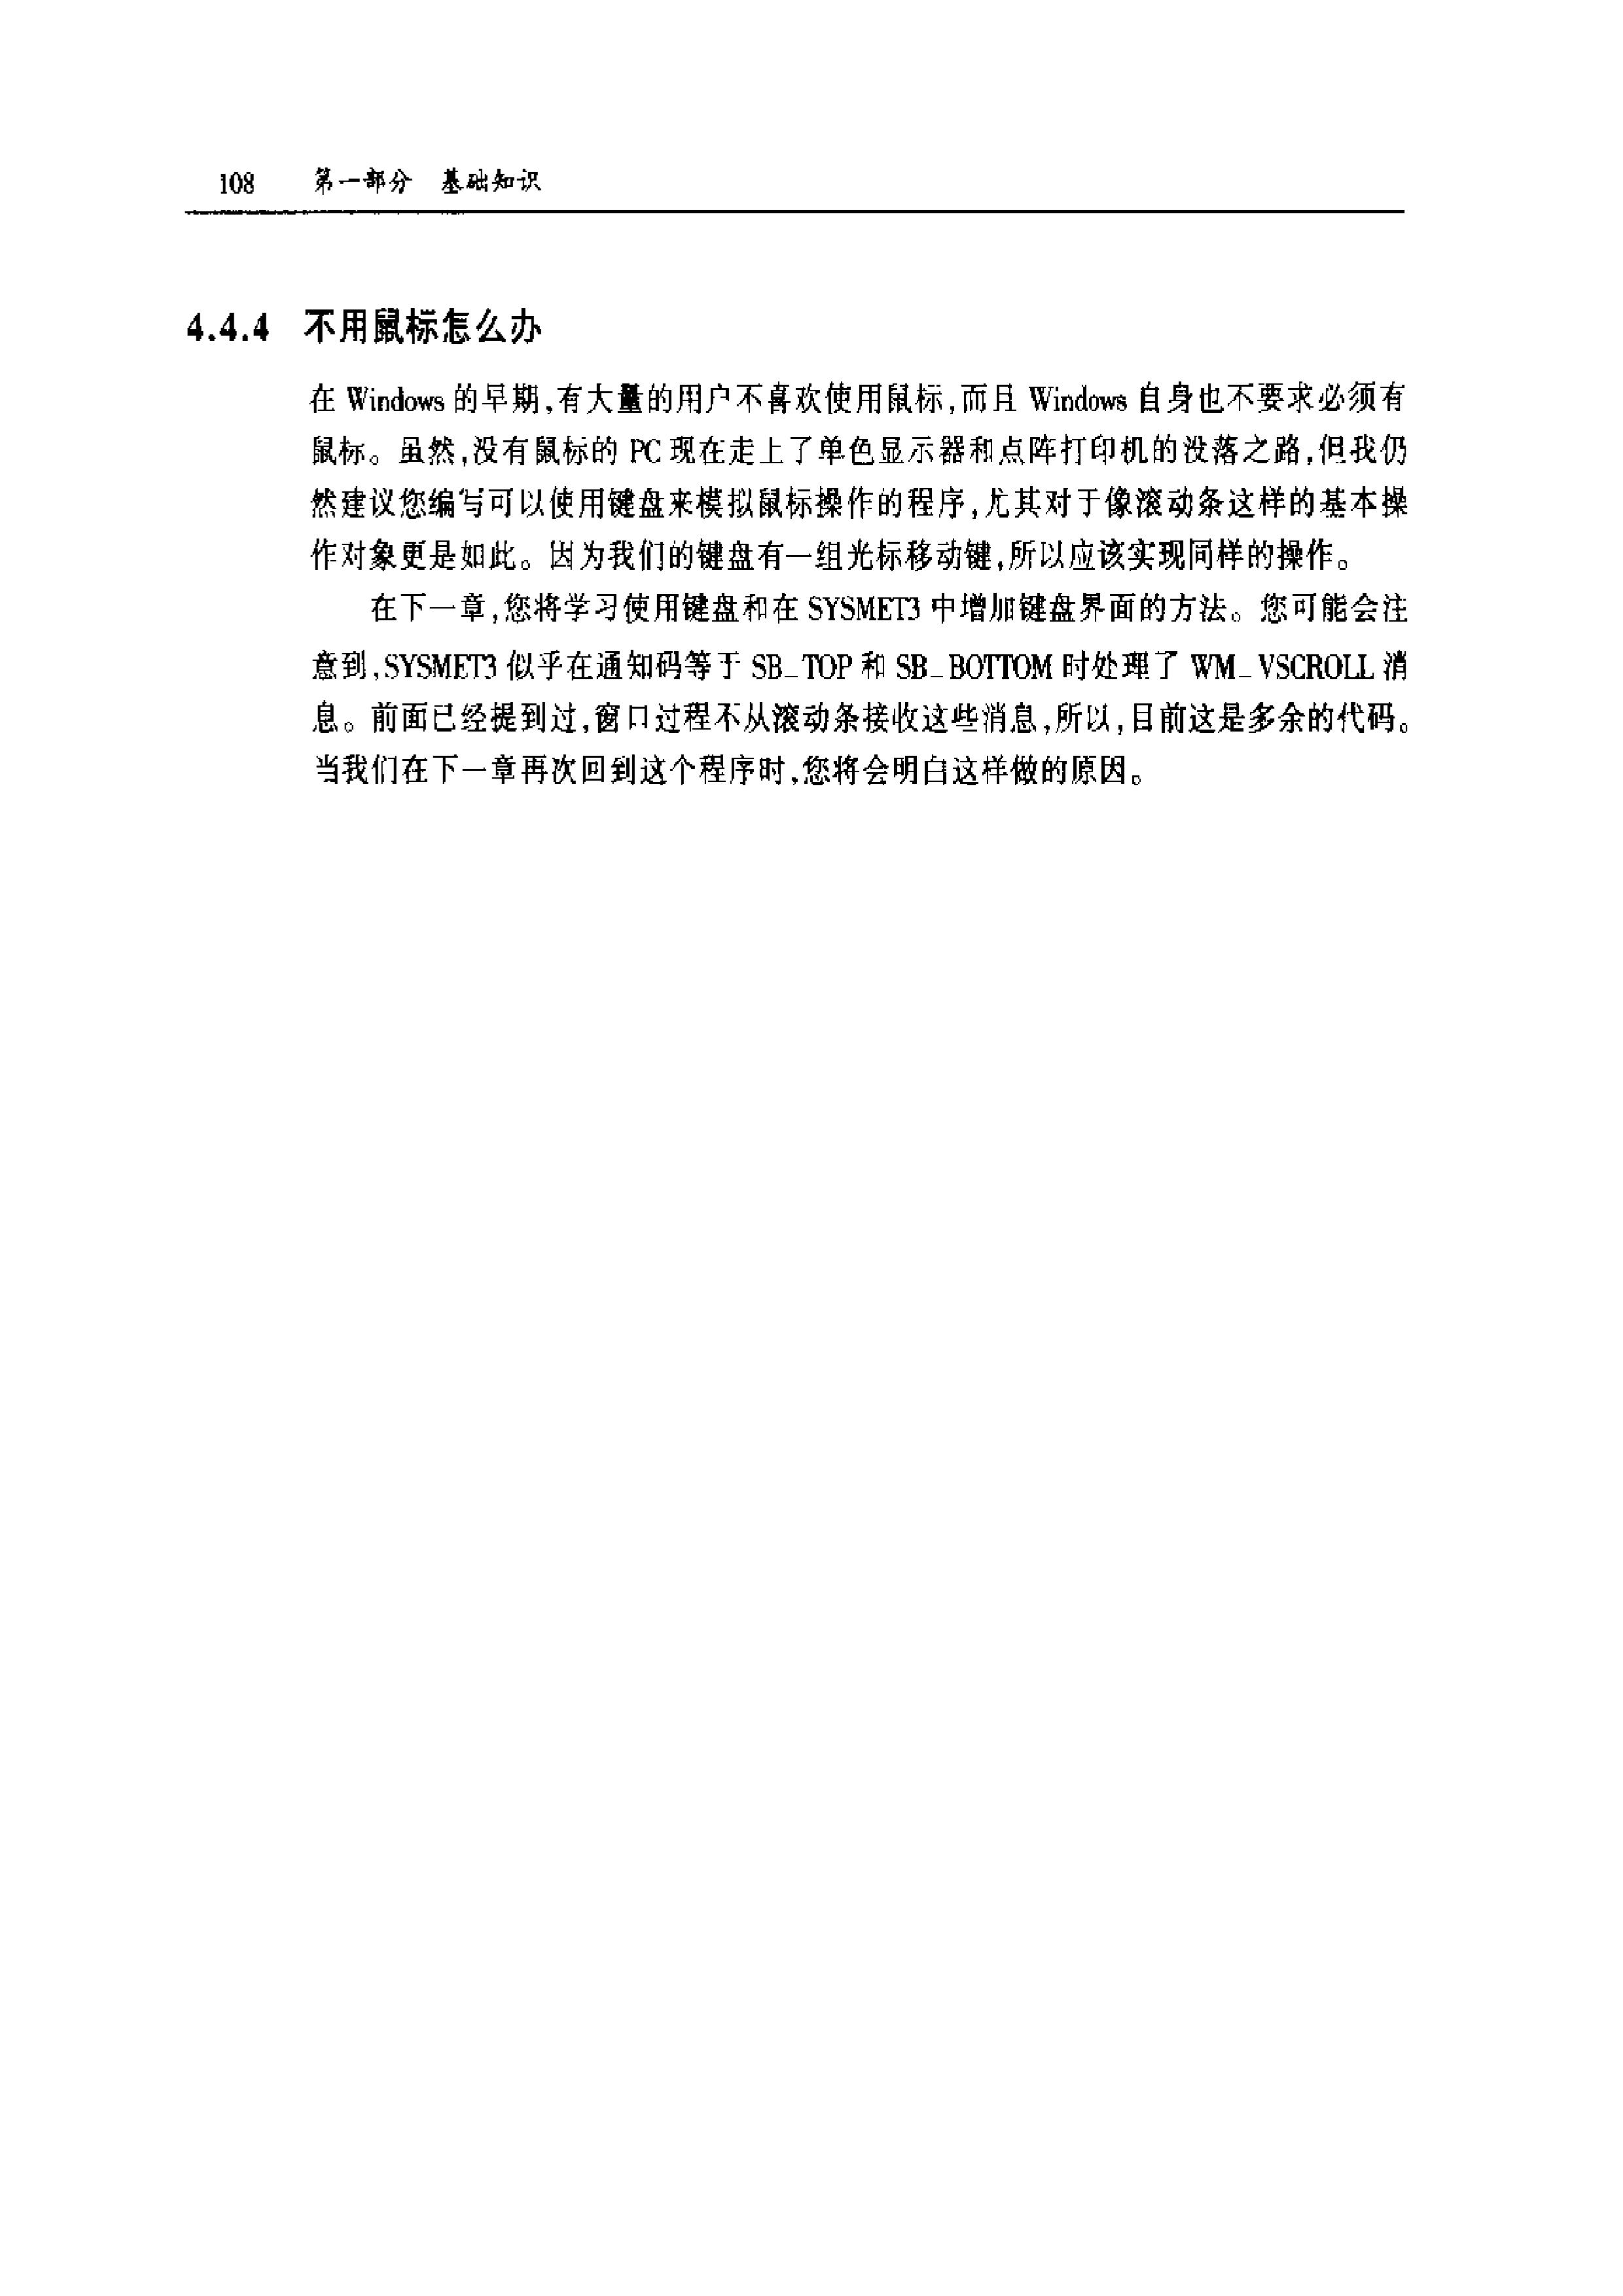 108 第一部分 基础知识
4.4.4 不用鼠标怎么办
在 Windows 的早期,有大量的用户不喜欢使用鼠标,而且 Windows 自身也不要求必须有
鼠标。虽然,没有鼠标的 PC 现在走上了单色显示器和点阵打印机的没落之路,但我仍
然建议您编写可以使用键盘来模拟鼠标操作的程序,尤其对于像滚动条这样的基本操
作对象更是如此。因为我们的键盘有一组光标移动键,所以应该实现同样的操作。
在下一章,您将学习使用键盘和在 SYSMET3 中增加键盘界面的方法。您可能会注
意到,SYSMET3 似乎在通知码等于 SB_TOP 和 SB_BOTTOM 时处理了 WM_VSCROLL 消
息。前面已经提到过,窗口过程不从滚动条接收这些消息,所以,目前这是多余的代码。
当我们在下一章再次回到这个程序时,您将会明白这样做的原因。